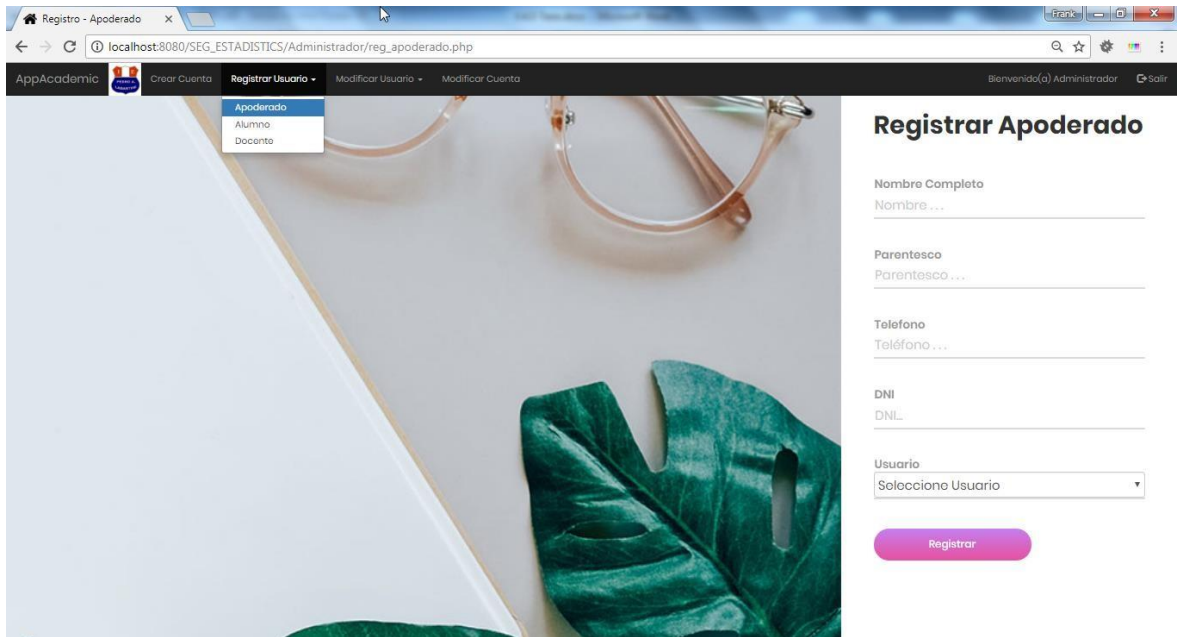 Registro - Apoderado
Frank
localhost:8080/SEG_ESTADISTICS/Administrador/reg_apoderado.php
AppAcademic Crear Cuenta Registrar Usuario Modificar Usuario Modificar Cuenta Bienvenido(a) Administrador Salir
Apoderado
Alumno
Docente
Registrar Apoderado
Nombre Completo
Nombre . . .
Parentesco
Parentesco . . .
Telefono
Teléfono . . .
DNI
DNI...
Usuario
Seleccione Usuario
Registrar